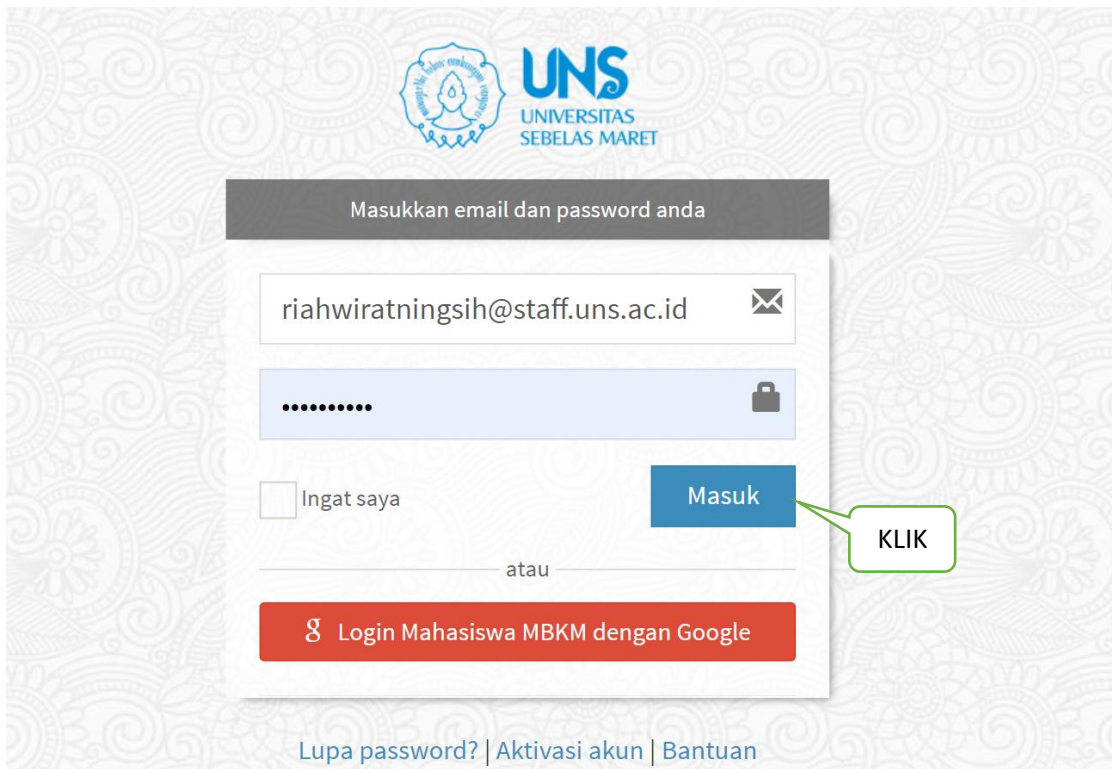 UNS
UNIVERSITAS
SEBELAS MARET
Masukkan email dan password anda
riahwiratningsih@staff.uns.ac.id
••••••••••
Ingat saya
Masuk
KLIK
atau
g Login Mahasiswa MBKM dengan Google
Lupa password? | Aktivasi akun | Bantuan